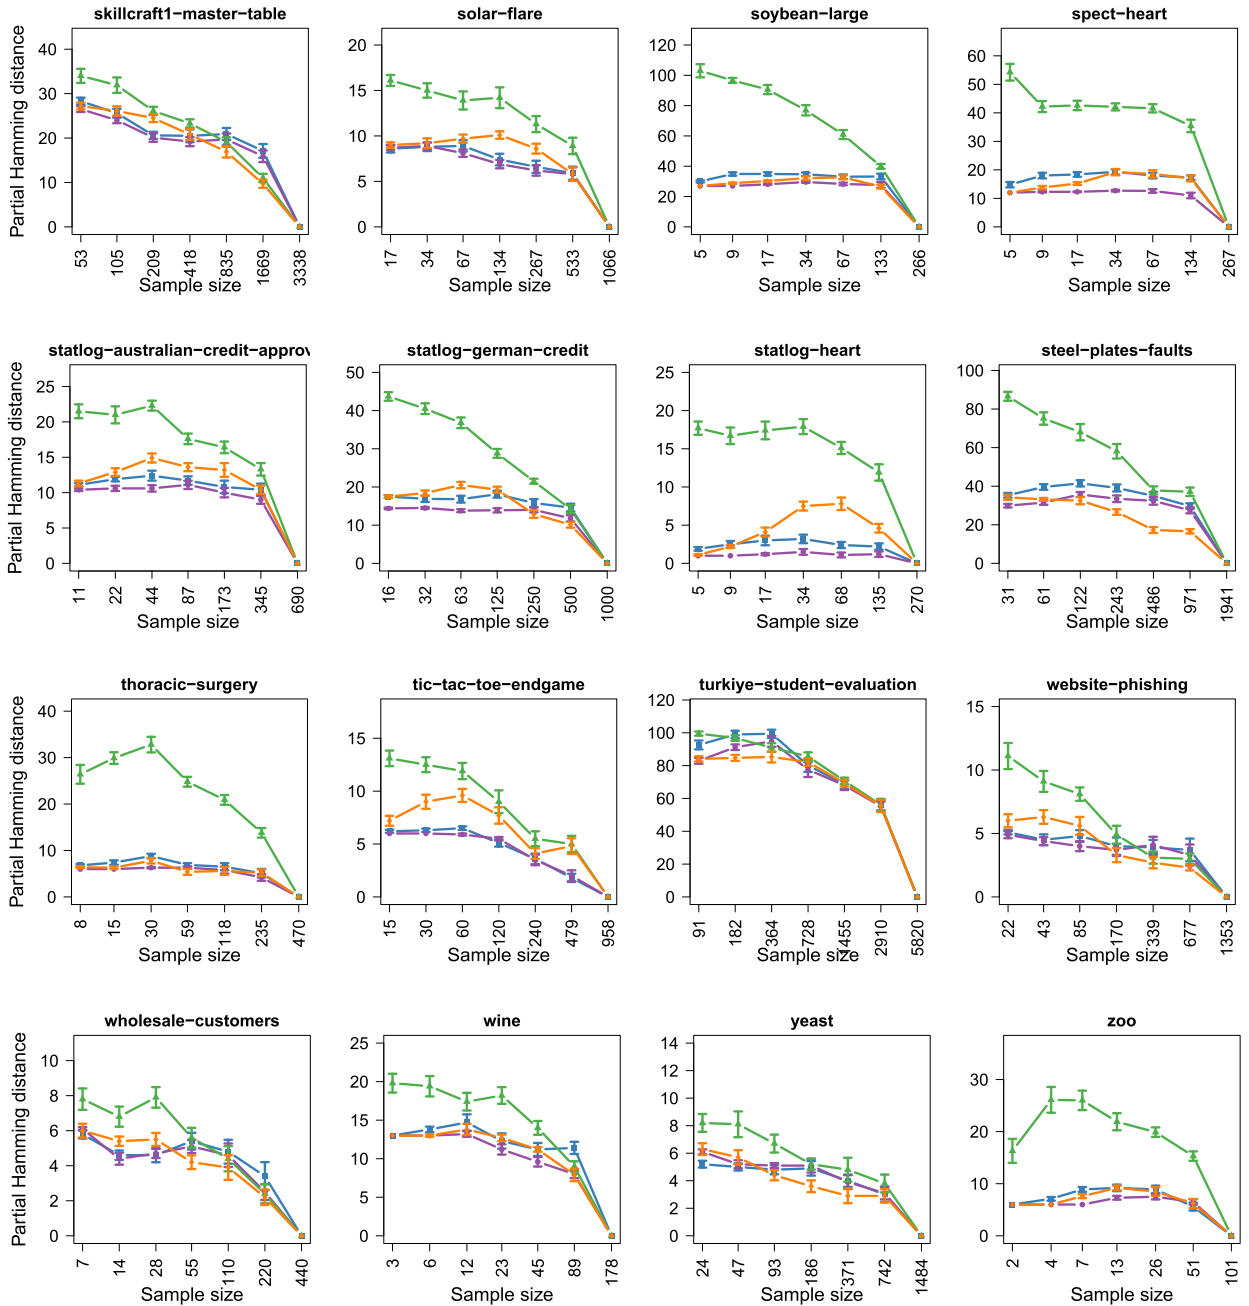 skillcraft1−master−table
solar−flare
soybean−large
spect−heart
Partial Hamming distance
0 10 20 30 40
53 105 209 418 835 1669 3338
Sample size
0 5 10 15 20
17 34 67 134 267 533 1066
Sample size
0 20 40 60 80 100 120
5 9 17 34 67 133 266
Sample size
0 10 20 30 40 50 60
5 9 17 34 67 134 267
Sample size
statlog−australian−credit−approv
statlog−german−credit
statlog−heart
steel−plates−faults
Partial Hamming distance
0 5 10 15 20 25
11 22 44 87 173 345 690
Sample size
0 10 20 30 40 50
16 32 63 125 250 500 1000
Sample size
0 5 10 15 20 25
5 9 17 34 68 135 270
Sample size
0 20 40 60 80 100
31 61 122 243 486 971 1941
Sample size
thoracic−surgery
tic−tac−toe−endgame
turkiye−student−evaluation
website−phishing
Partial Hamming distance
0 10 20 30 40
8 15 30 59 118 235 470
Sample size
0 5 10 15
15 30 60 120 240 479 958
Sample size
0 20 40 60 80 100 120
91 182 364 728 1455 2910 5820
Sample size
0 5 10 15
22 43 85 170 339 677 1353
Sample size
wholesale−customers
wine
yeast
zoo
Partial Hamming distance
0 2 4 6 8 10
7 14 28 55 110 220 440
Sample size
0 5 10 15 20 25
3 6 12 23 45 89 178
Sample size
0 2 4 6 8 10 12 14
24 47 93 186 371 742 1484
Sample size
0 10 20 30
2 4 7 13 26 51 101
Sample size